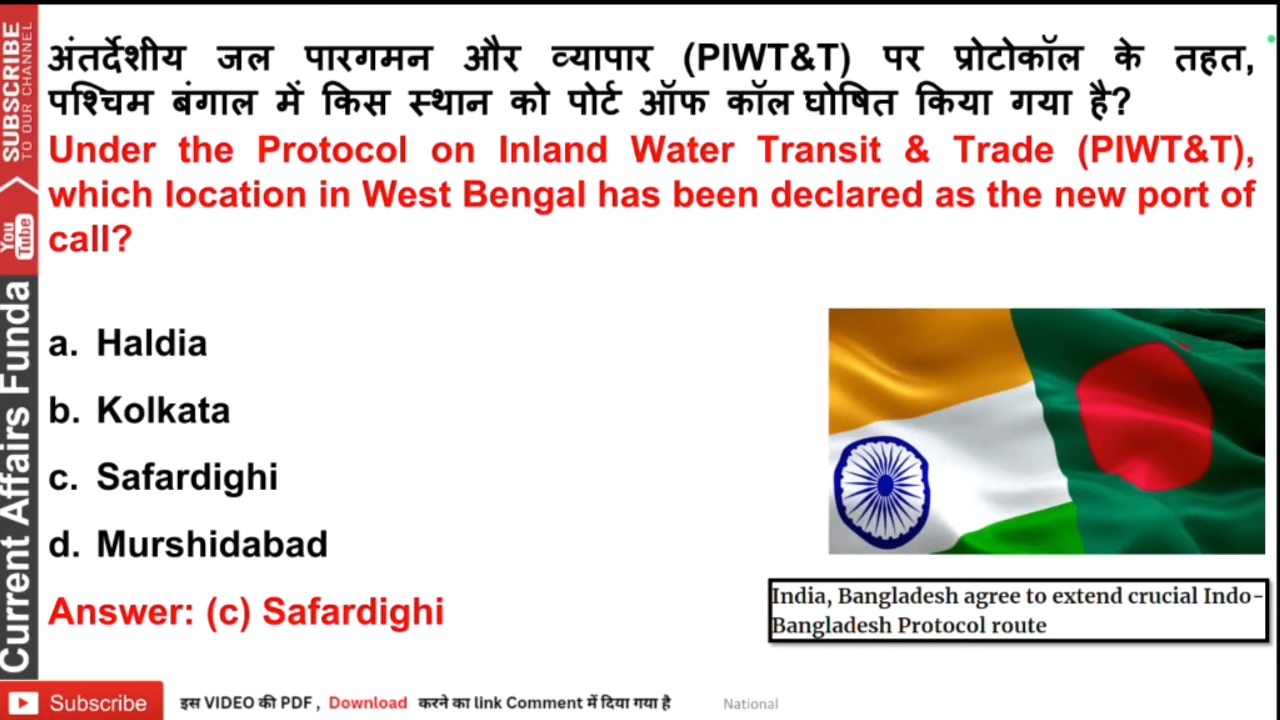 अंतर्देशीय जल पारगमन और व्यापार (PIWT&T) पर प्रोटोकॉल के तहत,
पश्चिम बंगाल में किस स्थान को पोर्ट ऑफ कॉल घोषित किया गया है?
Under the Protocol on Inland Water Transit & Trade (PIWT&T),
which location in West Bengal has been declared as the new port of
call?
a. Haldia
b. Kolkata
c. Safardighi
d. Murshidabad
Answer: (c) Safardighi
India, Bangladesh agree to extend crucial Indo-
Bangladesh Protocol route
SUBSCRIBE
TO OUR CHANNEL
You
Tube
Current Affairs Funda
Subscribe
इस VIDEO की PDF , Download करने का link Comment में दिया गया है
National